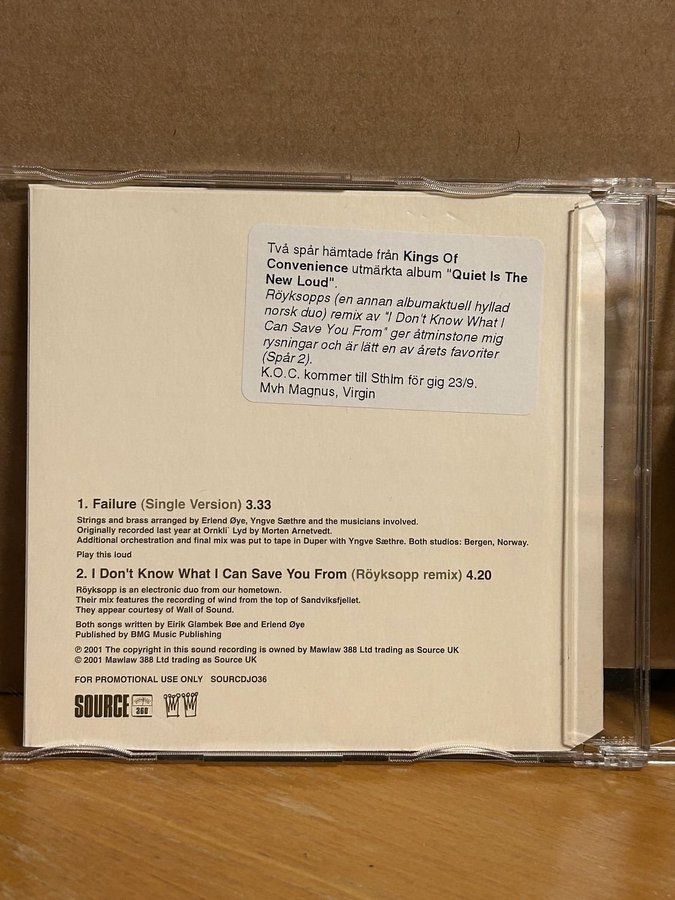 Två spår hämtade från Kings Of
Convenience utmärkta album "Quiet Is The
New Loud".
Röyksopps (en annan albumaktuell hyllad
norsk duo) remix av "I Don't Know What I
Can Save You From" ger åtminstone mig
rysningar och är lätt en av årets favoriter
(Spår 2).
K.O.C. kommer till Sthlm för gig 23/9.
Mvh Magnus, Virgin
1. Failure (Single Version) 3.33
Strings and brass arranged by Erlend Øye, Yngve Sæthre and the musicians involved.
Originally recorded last year at Ornkli` Lyd by Morten Arnetvedt.
Additional orchestration and final mix was put to tape in Duper with Yngve Sæthre. Both studios: Bergen, Norway.
Play this loud
2. I Don't Know What I Can Save You From (Röyksopp remix) 4.20
Röyksopp is an electronic duo from our hometown.
Their mix features the recording of wind from the top of Sandviksfjellet.
They appear courtesy of Wall of Sound.
Both songs written by Eirik Glambek Bøe and Erlend Øye
Published by BMG Music Publishing
℗ 2001 The copyright in this sound recording is owned by Mawlaw 388 Ltd trading as Source UK
© 2001 Mawlaw 388 Ltd trading as Source UK
FOR PROMOTIONAL USE ONLY SOURCDJO36
SOURCE 360